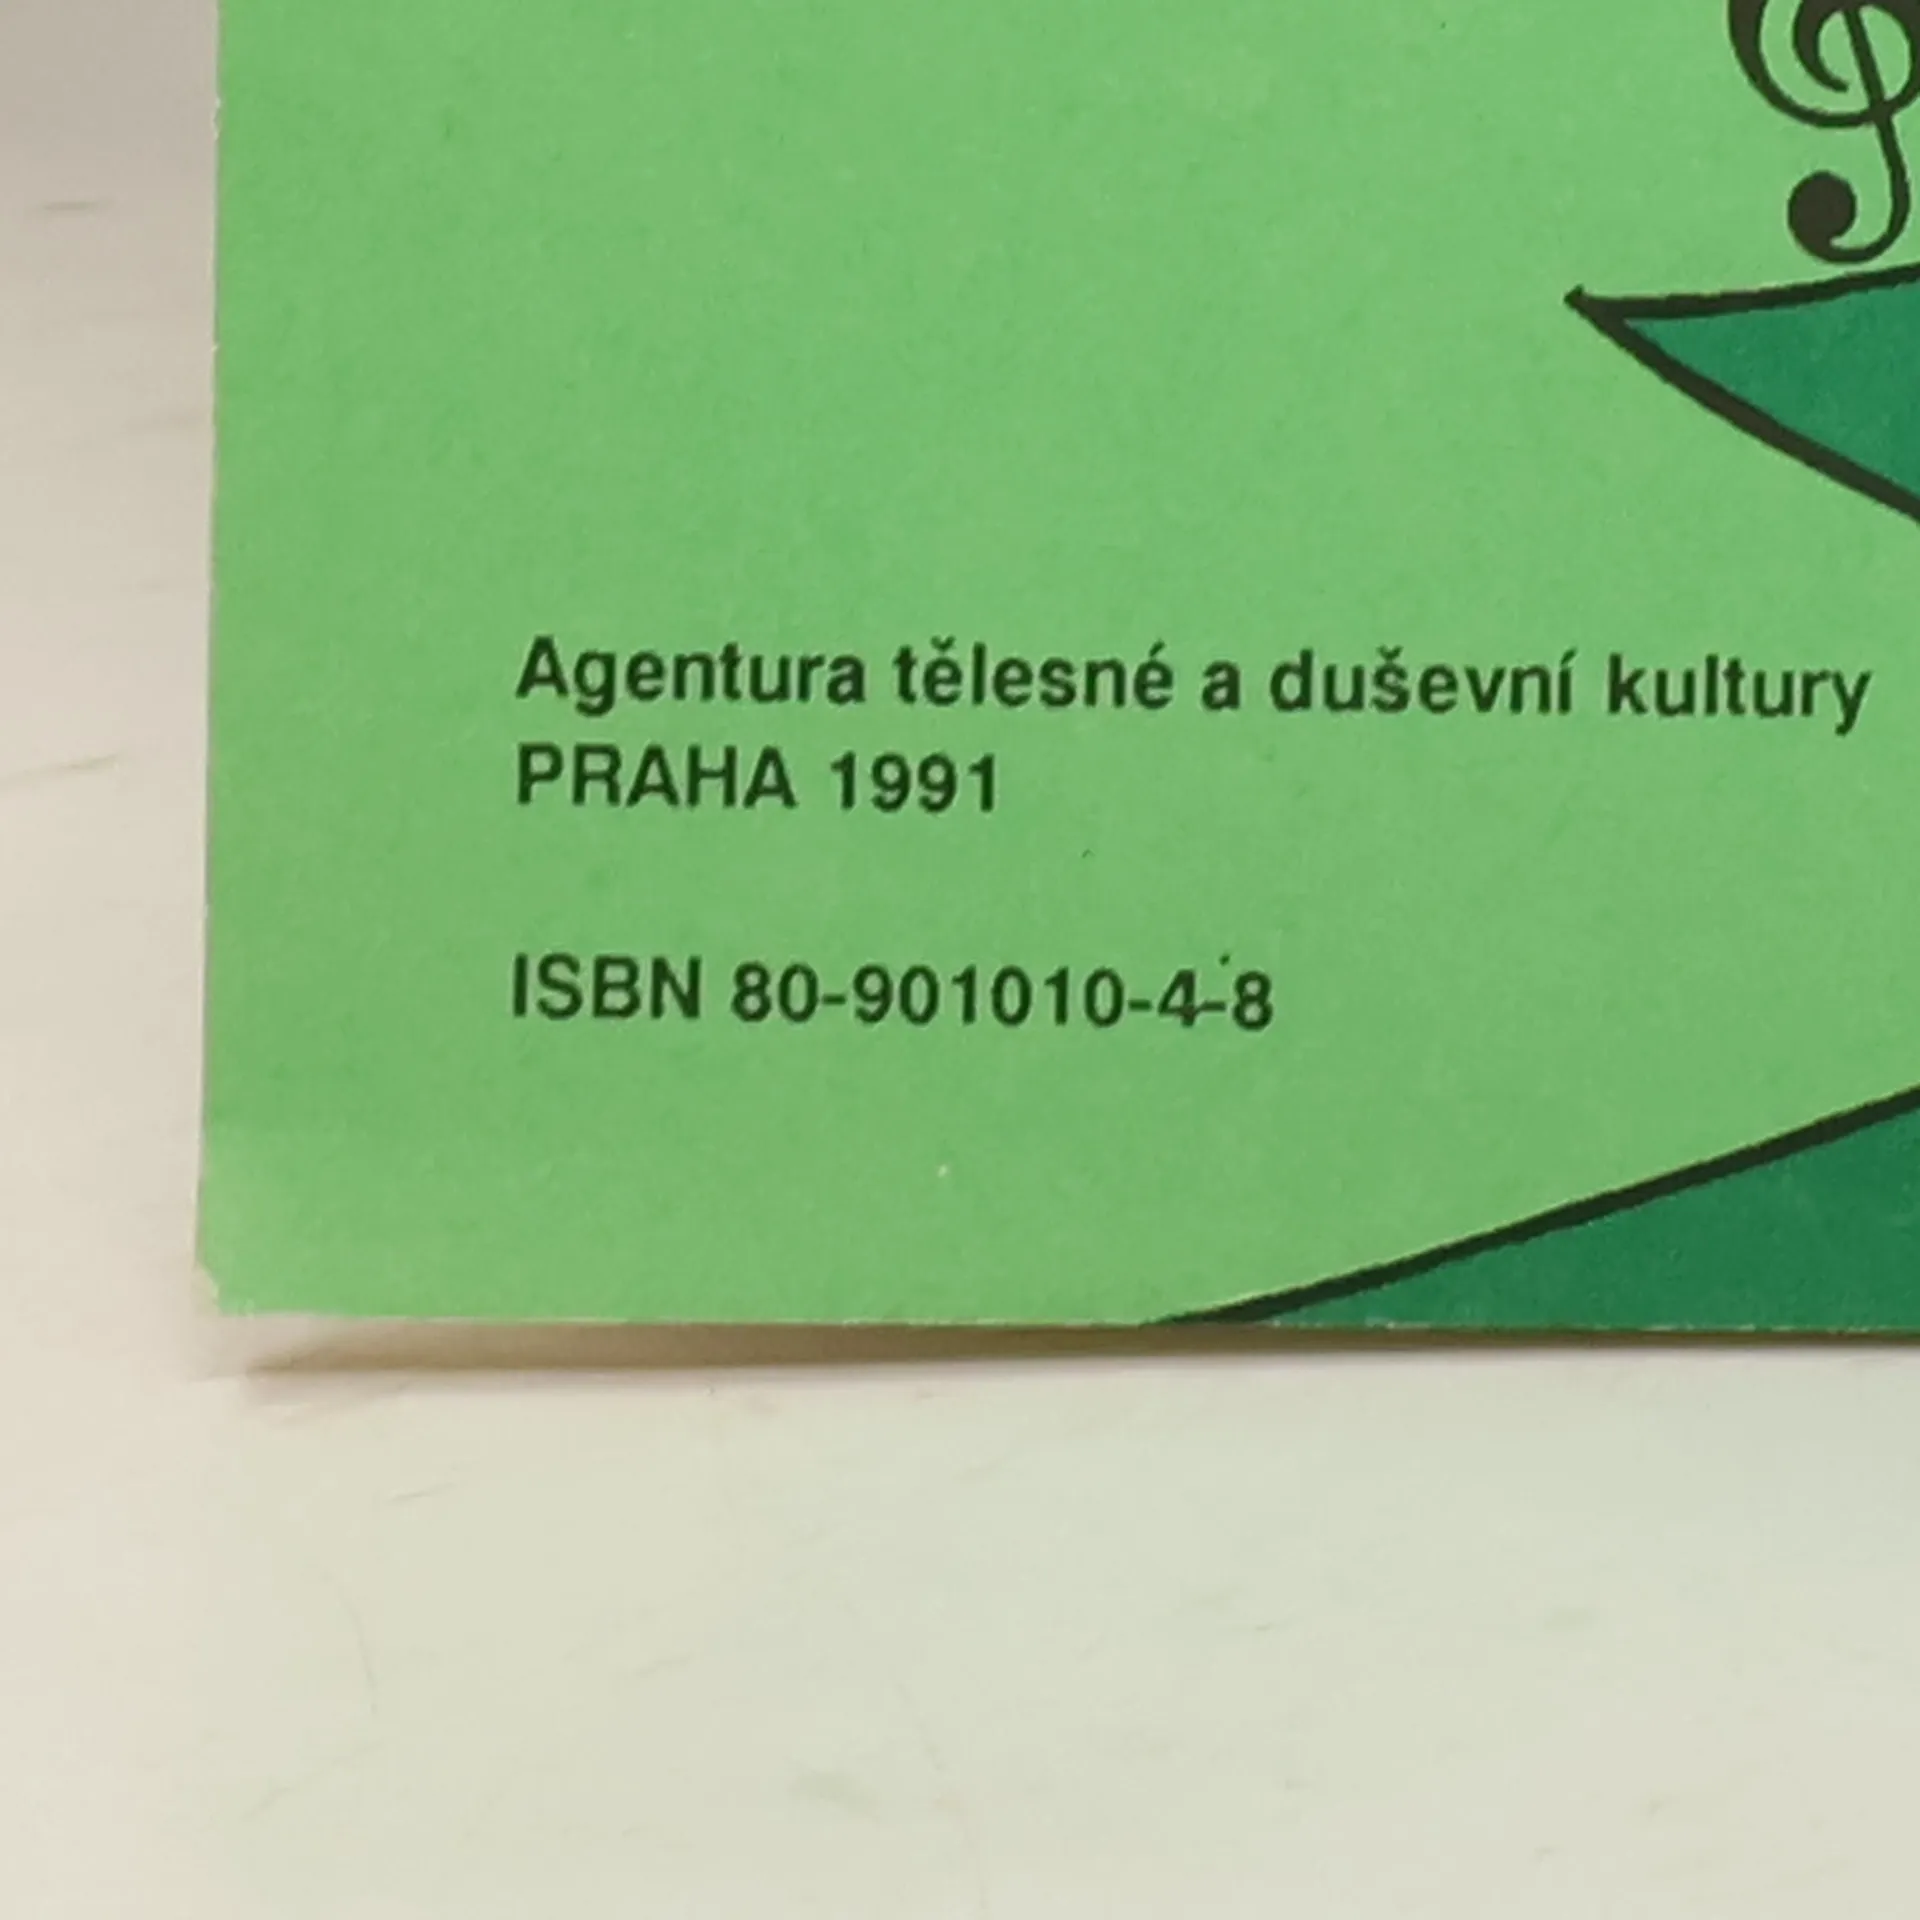 Agentura tělesné a duševní kultury
PRAHA 1991
ISBN 80-901010-4-8